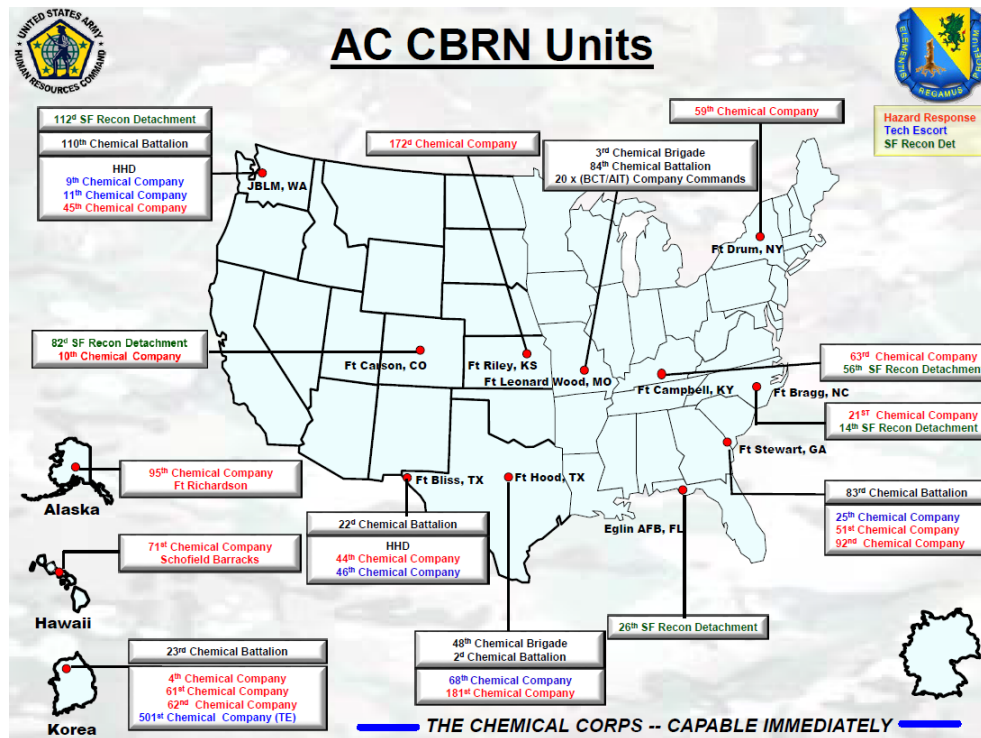 AC CBRN Units
UNITED STATES ARMY
HUMAN RESOURCES COMMAND
ELEMENTIS REGAMUS PROELIUM
Hazard Response
Tech Escort
SF Recon Det
112d SF Recon Detachment
110th Chemical Battalion
HHD
9th Chemical Company
11th Chemical Company
45th Chemical Company
JBLM, WA
172d Chemical Company
3rd Chemical Brigade
84th Chemical Battalion
20 x (BCT/AIT) Company Commands
59th Chemical Company
Ft Drum, NY
82d SF Recon Detachment
10th Chemical Company
Ft Carson, CO
Ft Riley, KS
Ft Leonard Wood, MO
Ft Campbell, KY
63rd Chemical Company
56th SF Recon Detachment
Ft Bragg, NC
21ST Chemical Company
14th SF Recon Detachment
Ft Stewart, GA
83rd Chemical Battalion
25th Chemical Company
51st Chemical Company
92nd Chemical Company
95th Chemical Company
Ft Richardson
Alaska
Ft Bliss, TX
Ft Hood, TX
22d Chemical Battalion
HHD
44th Chemical Company
46th Chemical Company
Eglin AFB, FL
26th SF Recon Detachment
71st Chemical Company
Schofield Barracks
Hawaii
48th Chemical Brigade
2d Chemical Battalion
68th Chemical Company
181st Chemical Company
23rd Chemical Battalion
4th Chemical Company
61st Chemical Company
62nd Chemical Company
501st Chemical Company (TE)
Korea
THE CHEMICAL CORPS -- CAPABLE IMMEDIATELY